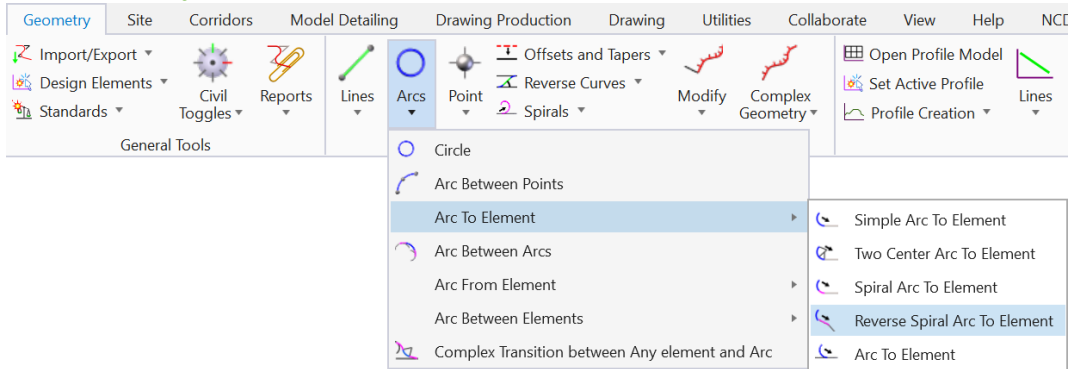 Geometry Site Corridors Model Detailing Drawing Production Drawing Utilities Collaborate View Help
Import/Export
Design Elements
Standards
Civil Toggles
Reports
General Tools
Lines
Arcs
Point
Offsets and Tapers
Reverse Curves
Spirals
Modify
Complex Geometry
Open Profile Model
Set Active Profile
Profile Creation
Lines
Circle
Arc Between Points
Arc To Element
Arc Between Arcs
Arc From Element
Arc Between Elements
Complex Transition between Any element and Arc
Simple Arc To Element
Two Center Arc To Element
Spiral Arc To Element
Reverse Spiral Arc To Element
Arc To Element